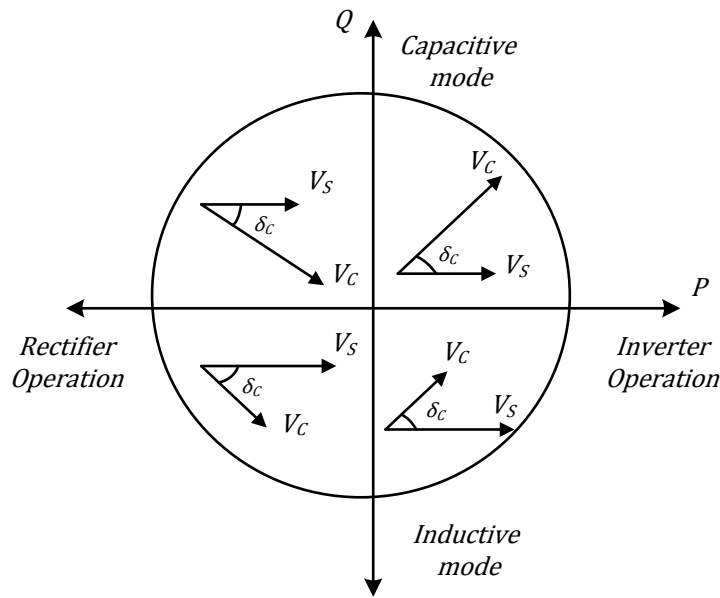 Q
Capacitive
mode
V_C
V_S
δ_C
V_C
δ_C
V_S
P
Rectifier
Operation
V_S
δ_C
V_C
V_C
δ_C
V_S
Inverter
Operation
Inductive
mode